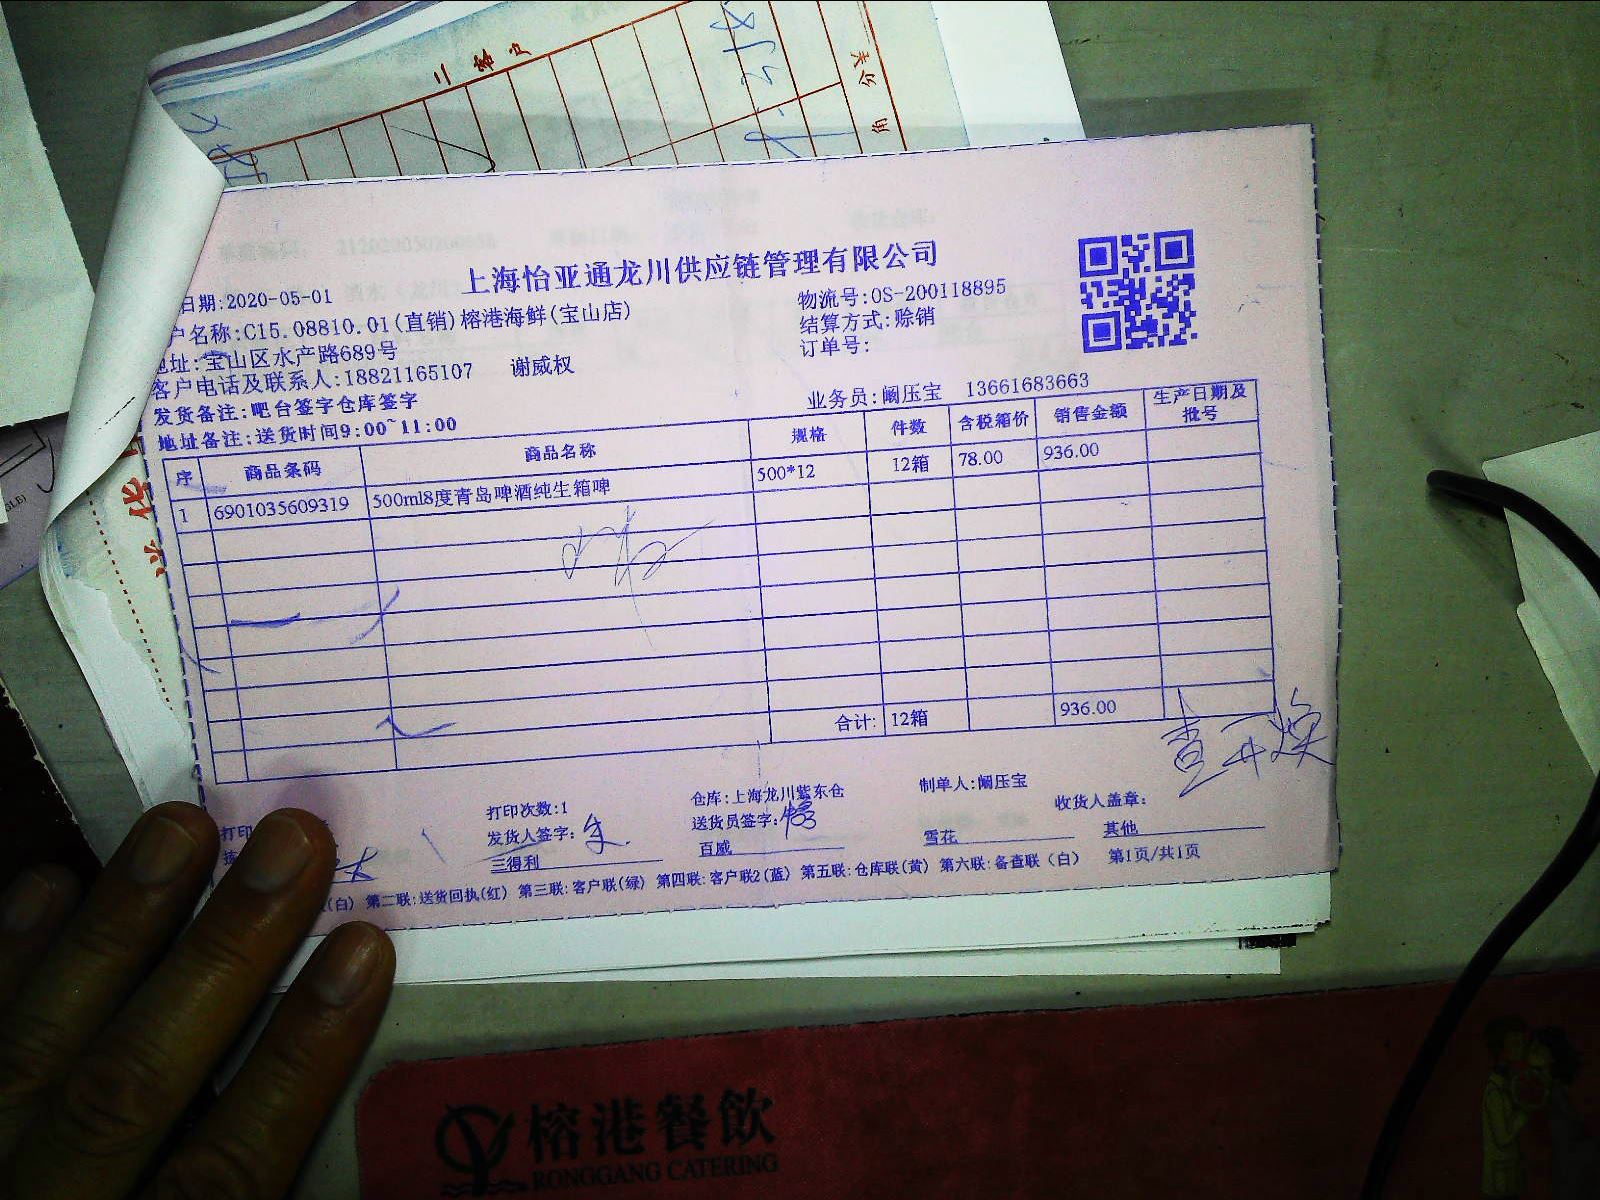 二客户
角 分 券
上海怡亚通龙川供应链管理有限公司
日期:2020-05-01
物流号:OS-200118895
户名称:C15.08810.01(直销)榕港海鲜(宝山店)
结算方式:赊销
地址:宝山区水产路689号
订单号:
客户电话及联系人:18821165107 谢威权
发货备注:吧台签字仓库签字
业务员:阚压宝 13661683663
地址备注:送货时间9:00~11:00
序 商品条码 商品名称 规格 件数 含税箱价 销售金额 生产日期及批号
1 6901035609319 500ml8度青岛啤酒纯生箱啤 500*12 12箱 78.00 936.00
合计: 12箱 936.00
打印次数:1 仓库:上海龙川紫东仓 制单人:阚压宝
打印
发货人签字:朱 送货员签字: 收货人盖章:
三得利 百威 雪花 其他
(白) 第二联:送货回执(红) 第三联:客户联(绿) 第四联:客户联2(蓝) 第五联:仓库联(黄) 第六联:备查联(白) 第1页/共1页
榕港餐飲
RONGGANG CATERING